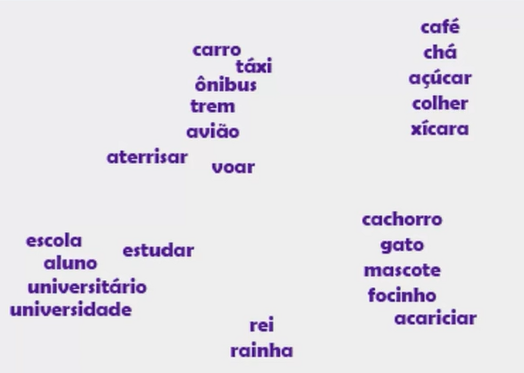 carro
táxi
ônibus
trem
avião
aterrisar
voar
café
chá
açúcar
colher
xícara
escola
estudar
aluno
universitário
universidade
rei
rainha
cachorro
gato
mascote
focinho
acariciar